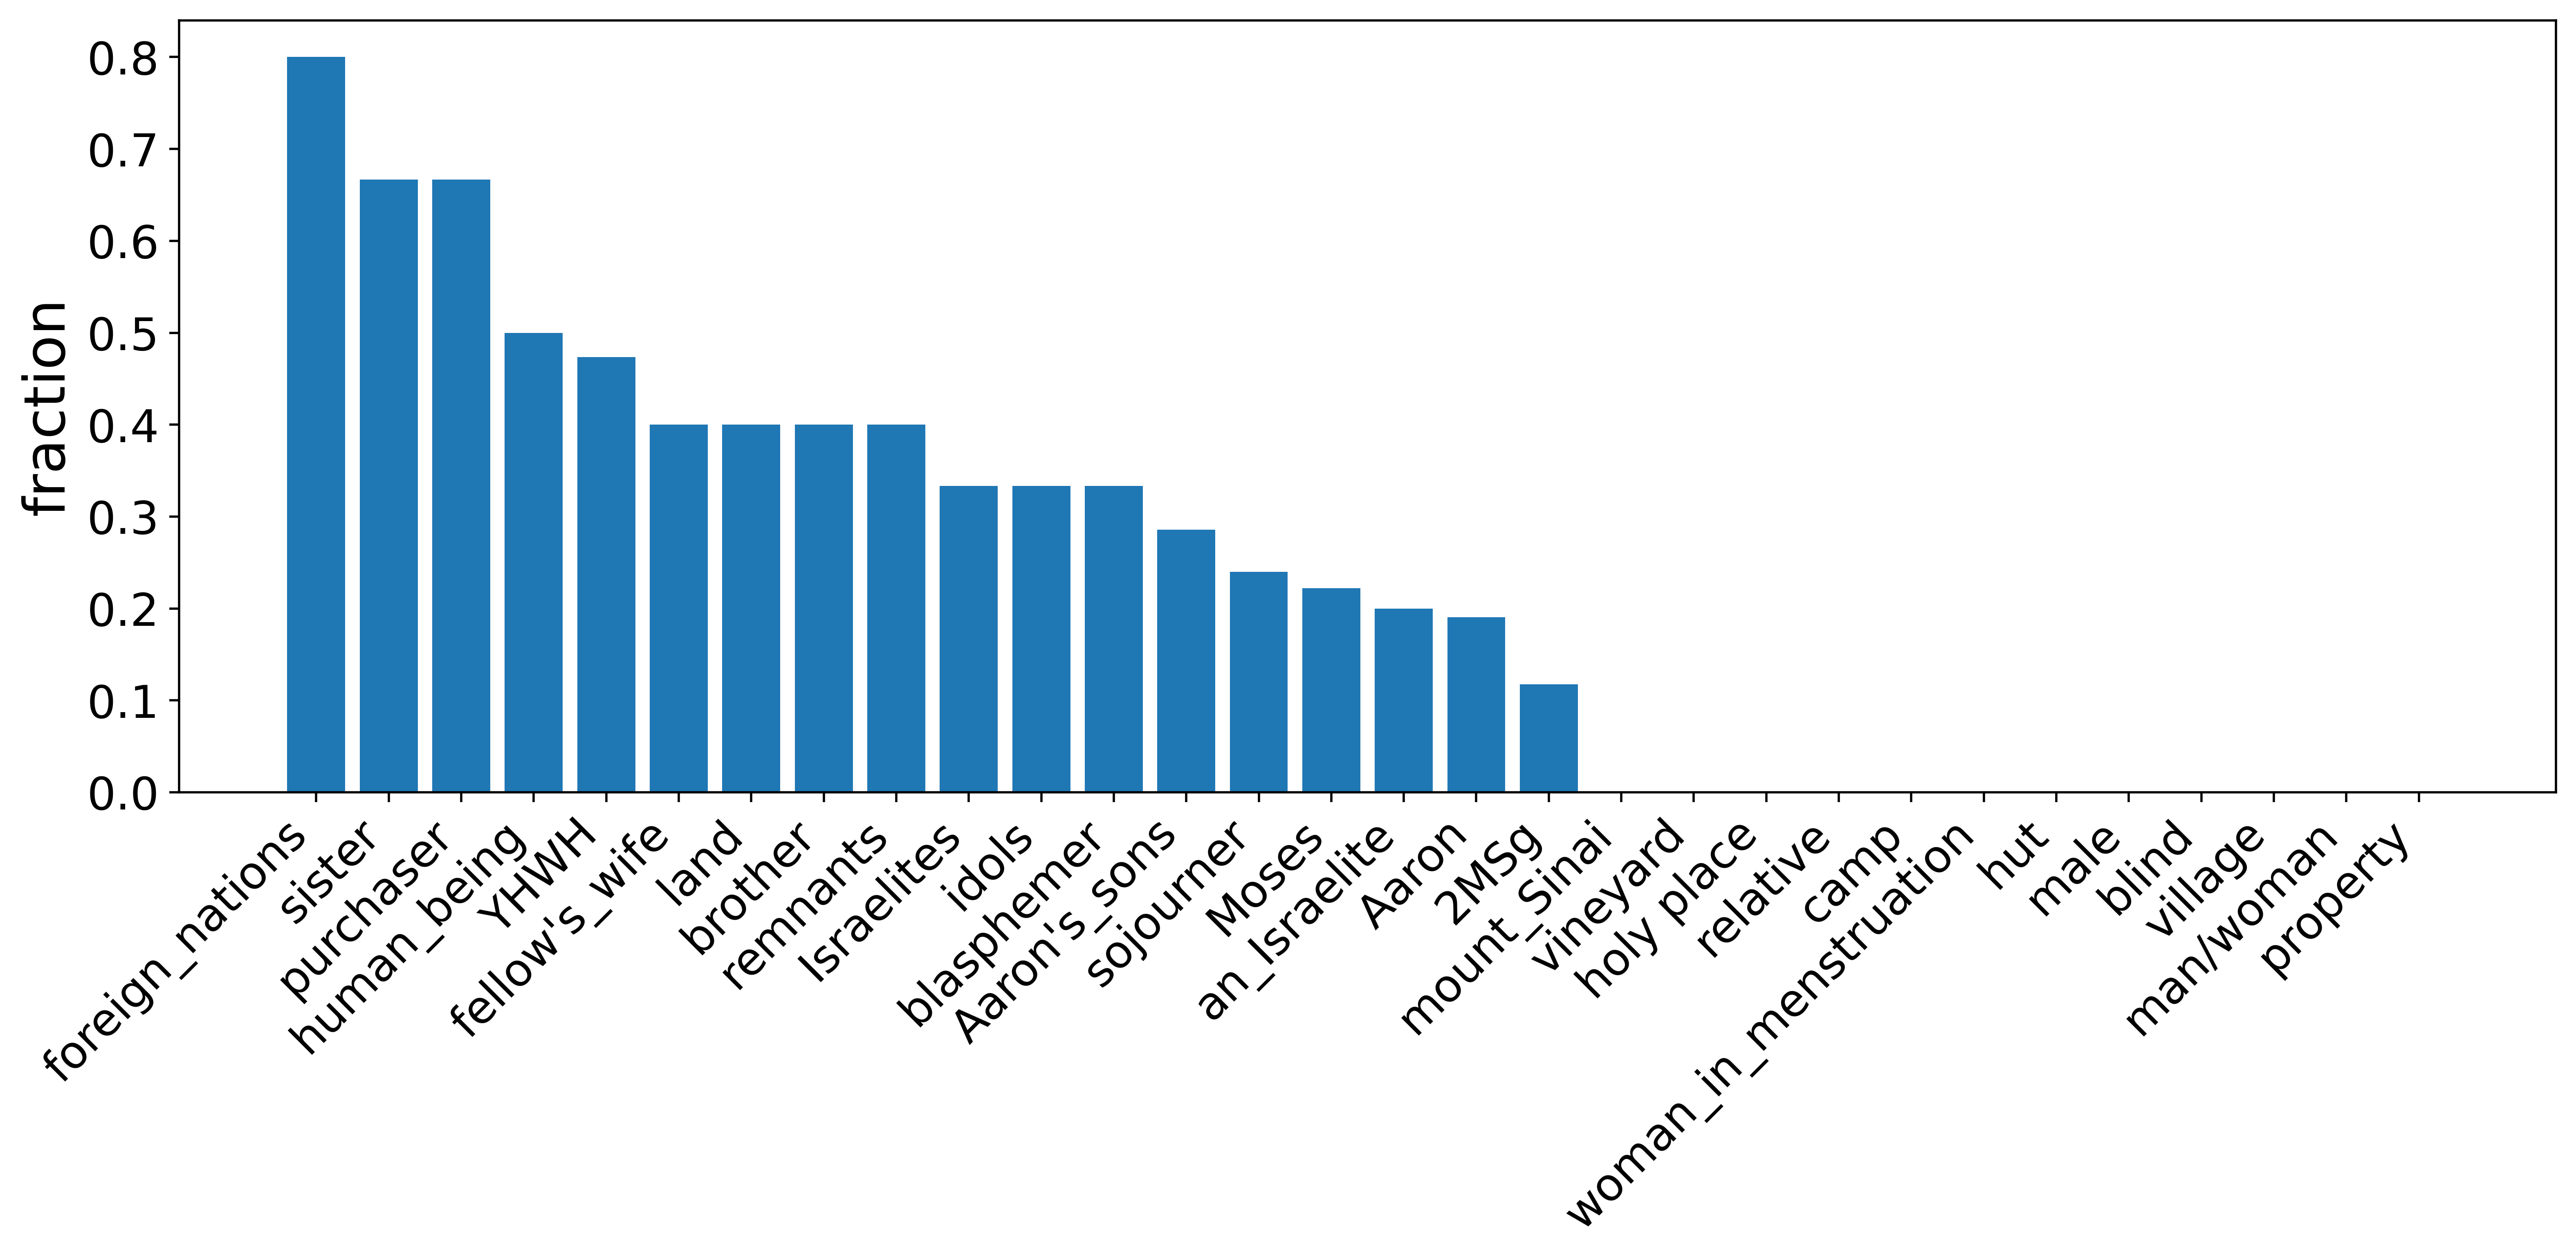 fraction
0.8
0.7
0.6
0.5
0.4
0.3
0.2
0.1
0.0
foreign_nations
sister
purchaser
human_being
YHWH
fellow's_wife
land
brother
remnants
Israelites
idols
blasphemer
Aaron's_sons
sojourner
Moses
an_Israelite
Aaron
2MSg
mount_Sinai
vineyard
holy place
relative
camp
woman_in_menstruation
hut
male
blind
village
man/woman
property